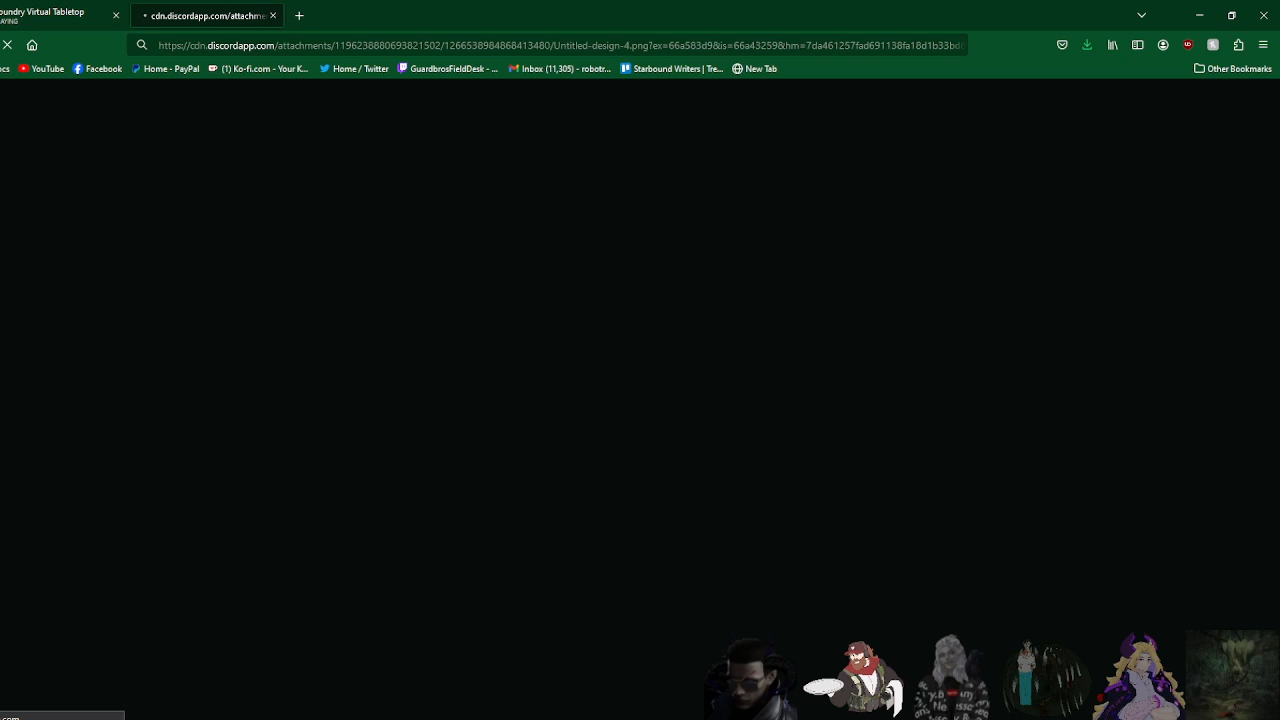 oundry Virtual Tabletop
AYING
cdn.discordapp.com/attachme
https://cdn.discordapp.com/attachments/1196238880693821502/1266538984868413480/Untitled-design-4.png?ex=66a583d9&is=66a43259&hm=7da461257fad691138fa18d1b33bd
ocs YouTube Facebook Home - PayPal (1) Ko-fi.com - Your K... Home / Twitter GuardbrosFieldDesk - ... Inbox (11,305) - robotr... Starbound Writers | Tre... New Tab Other Bookmarks